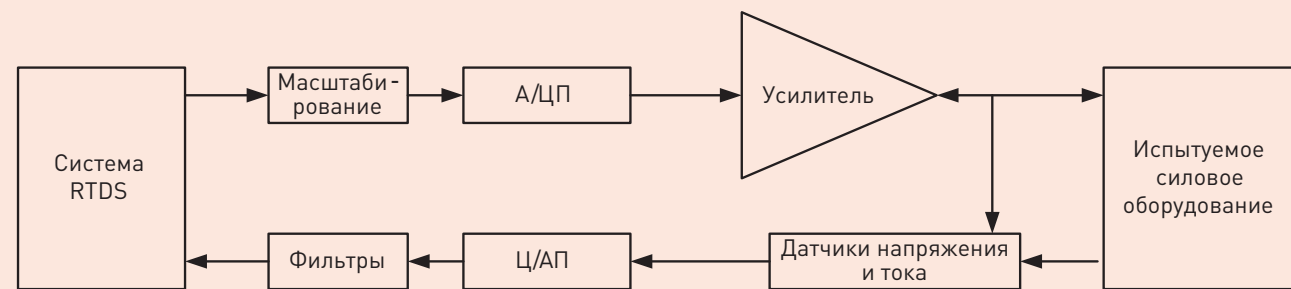 Система
RTDS
Масштаби-
рование
А/ЦП
Усилитель
Испытуемое
силовое
оборудование
Фильтры
Ц/АП
Датчики напряжения
и тока